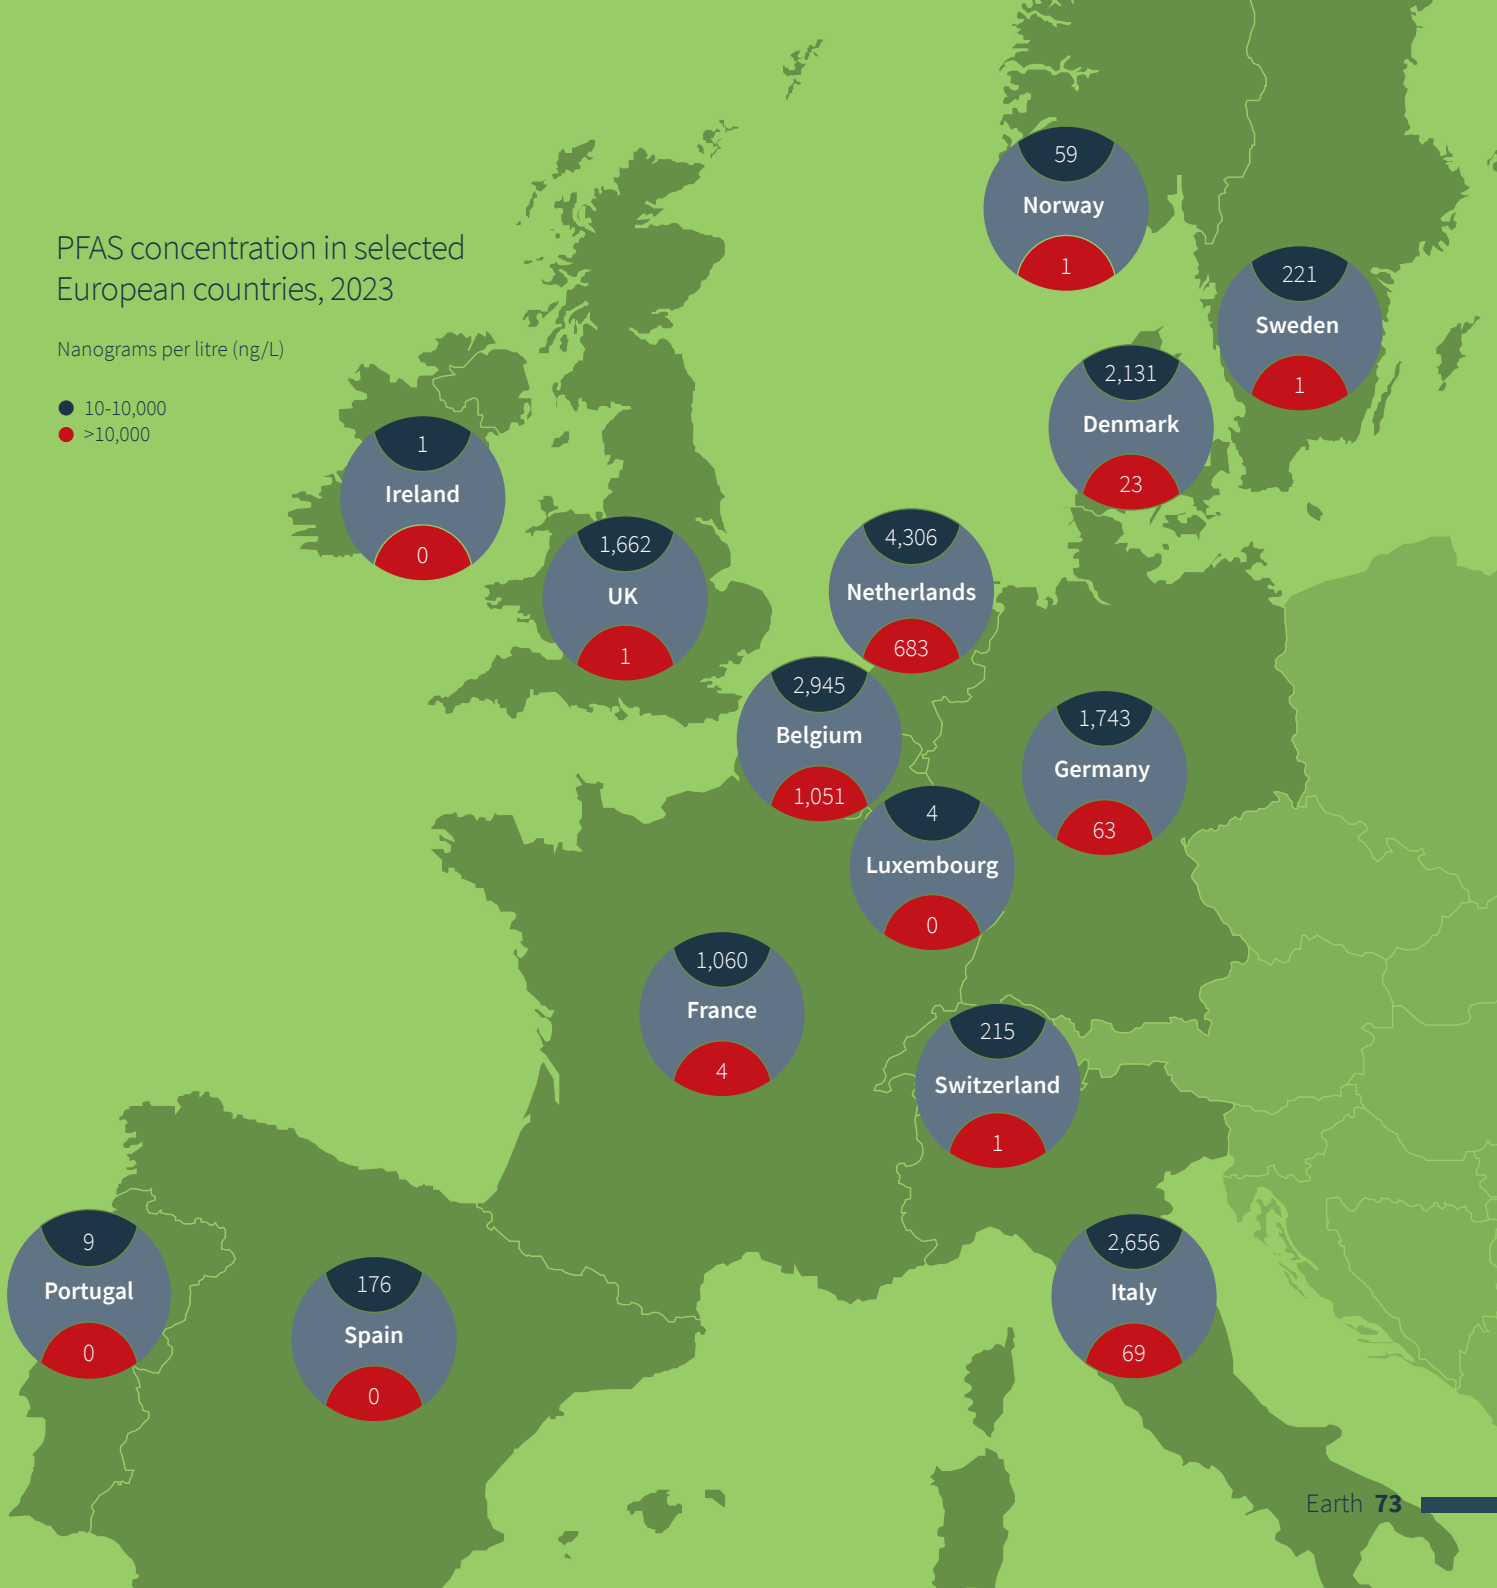 PFAS concentration in selected
European countries, 2023
Nanograms per litre (ng/L)
10-10,000
>10,000
59
Norway
1
221
Sweden
1
2,131
Denmark
23
1
Ireland
0
1,662
UK
1
4,306
Netherlands
683
2,945
Belgium
1,051
1,743
Germany
63
4
Luxembourg
0
1,060
France
4
215
Switzerland
1
9
Portugal
0
176
Spain
0
2,656
Italy
69
Earth 73